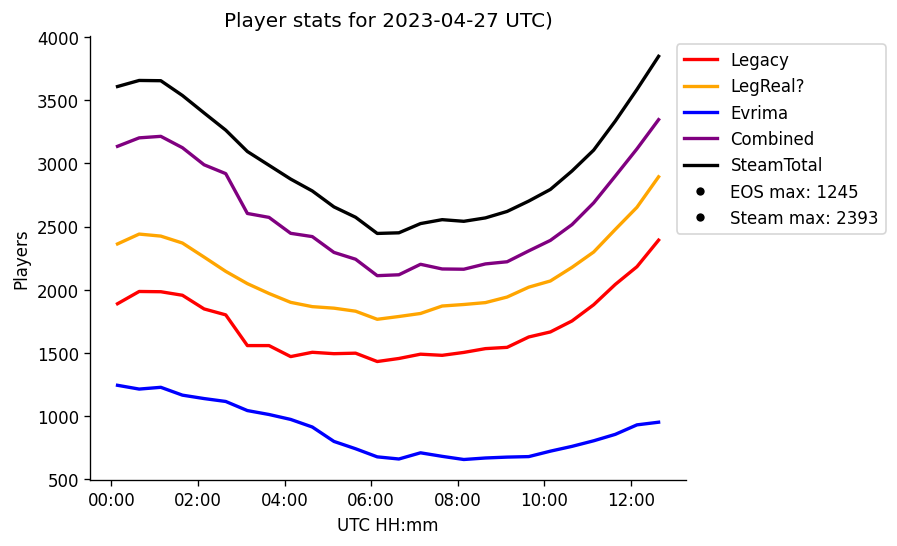 Player stats for 2023-04-27 UTC)
4000
3500
3000
2500
2000
1500
1000
500
Players
00:00 02:00 04:00 06:00 08:00 10:00 12:00
UTC HH:mm
Legacy
LegReal?
Evrima
Combined
SteamTotal
EOS max: 1245
Steam max: 2393